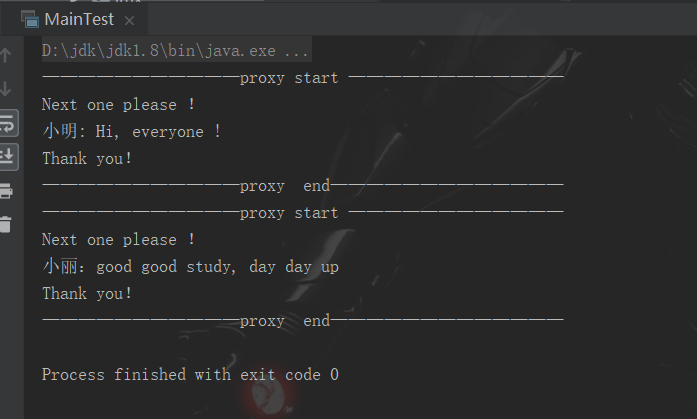 MainTest
D:\jdk\jdk1.8\bin\java.exe ...
———————————proxy start ————————————
Next one please !
小明: Hi, everyone !
Thank you!
———————————proxy  end—————————————
———————————proxy start ————————————
Next one please !
小丽: good good study, day day up
Thank you!
———————————proxy  end—————————————
Process finished with exit code 0